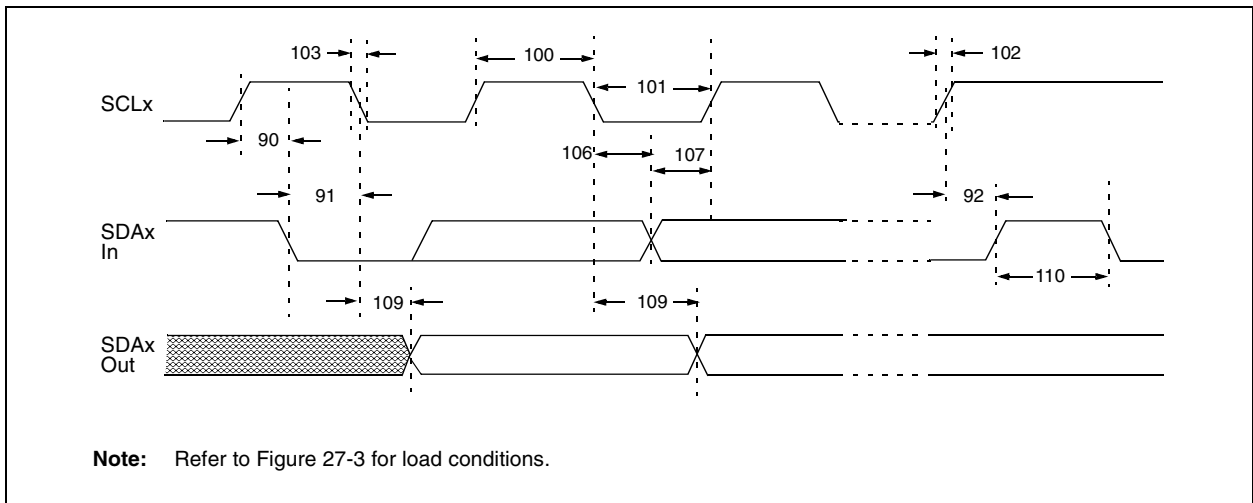 103
100
102
SCLx
101
90
106
107
91
92
SDAx
In
110
109
109
SDAx
Out
Note: Refer to Figure 27-3 for load conditions.